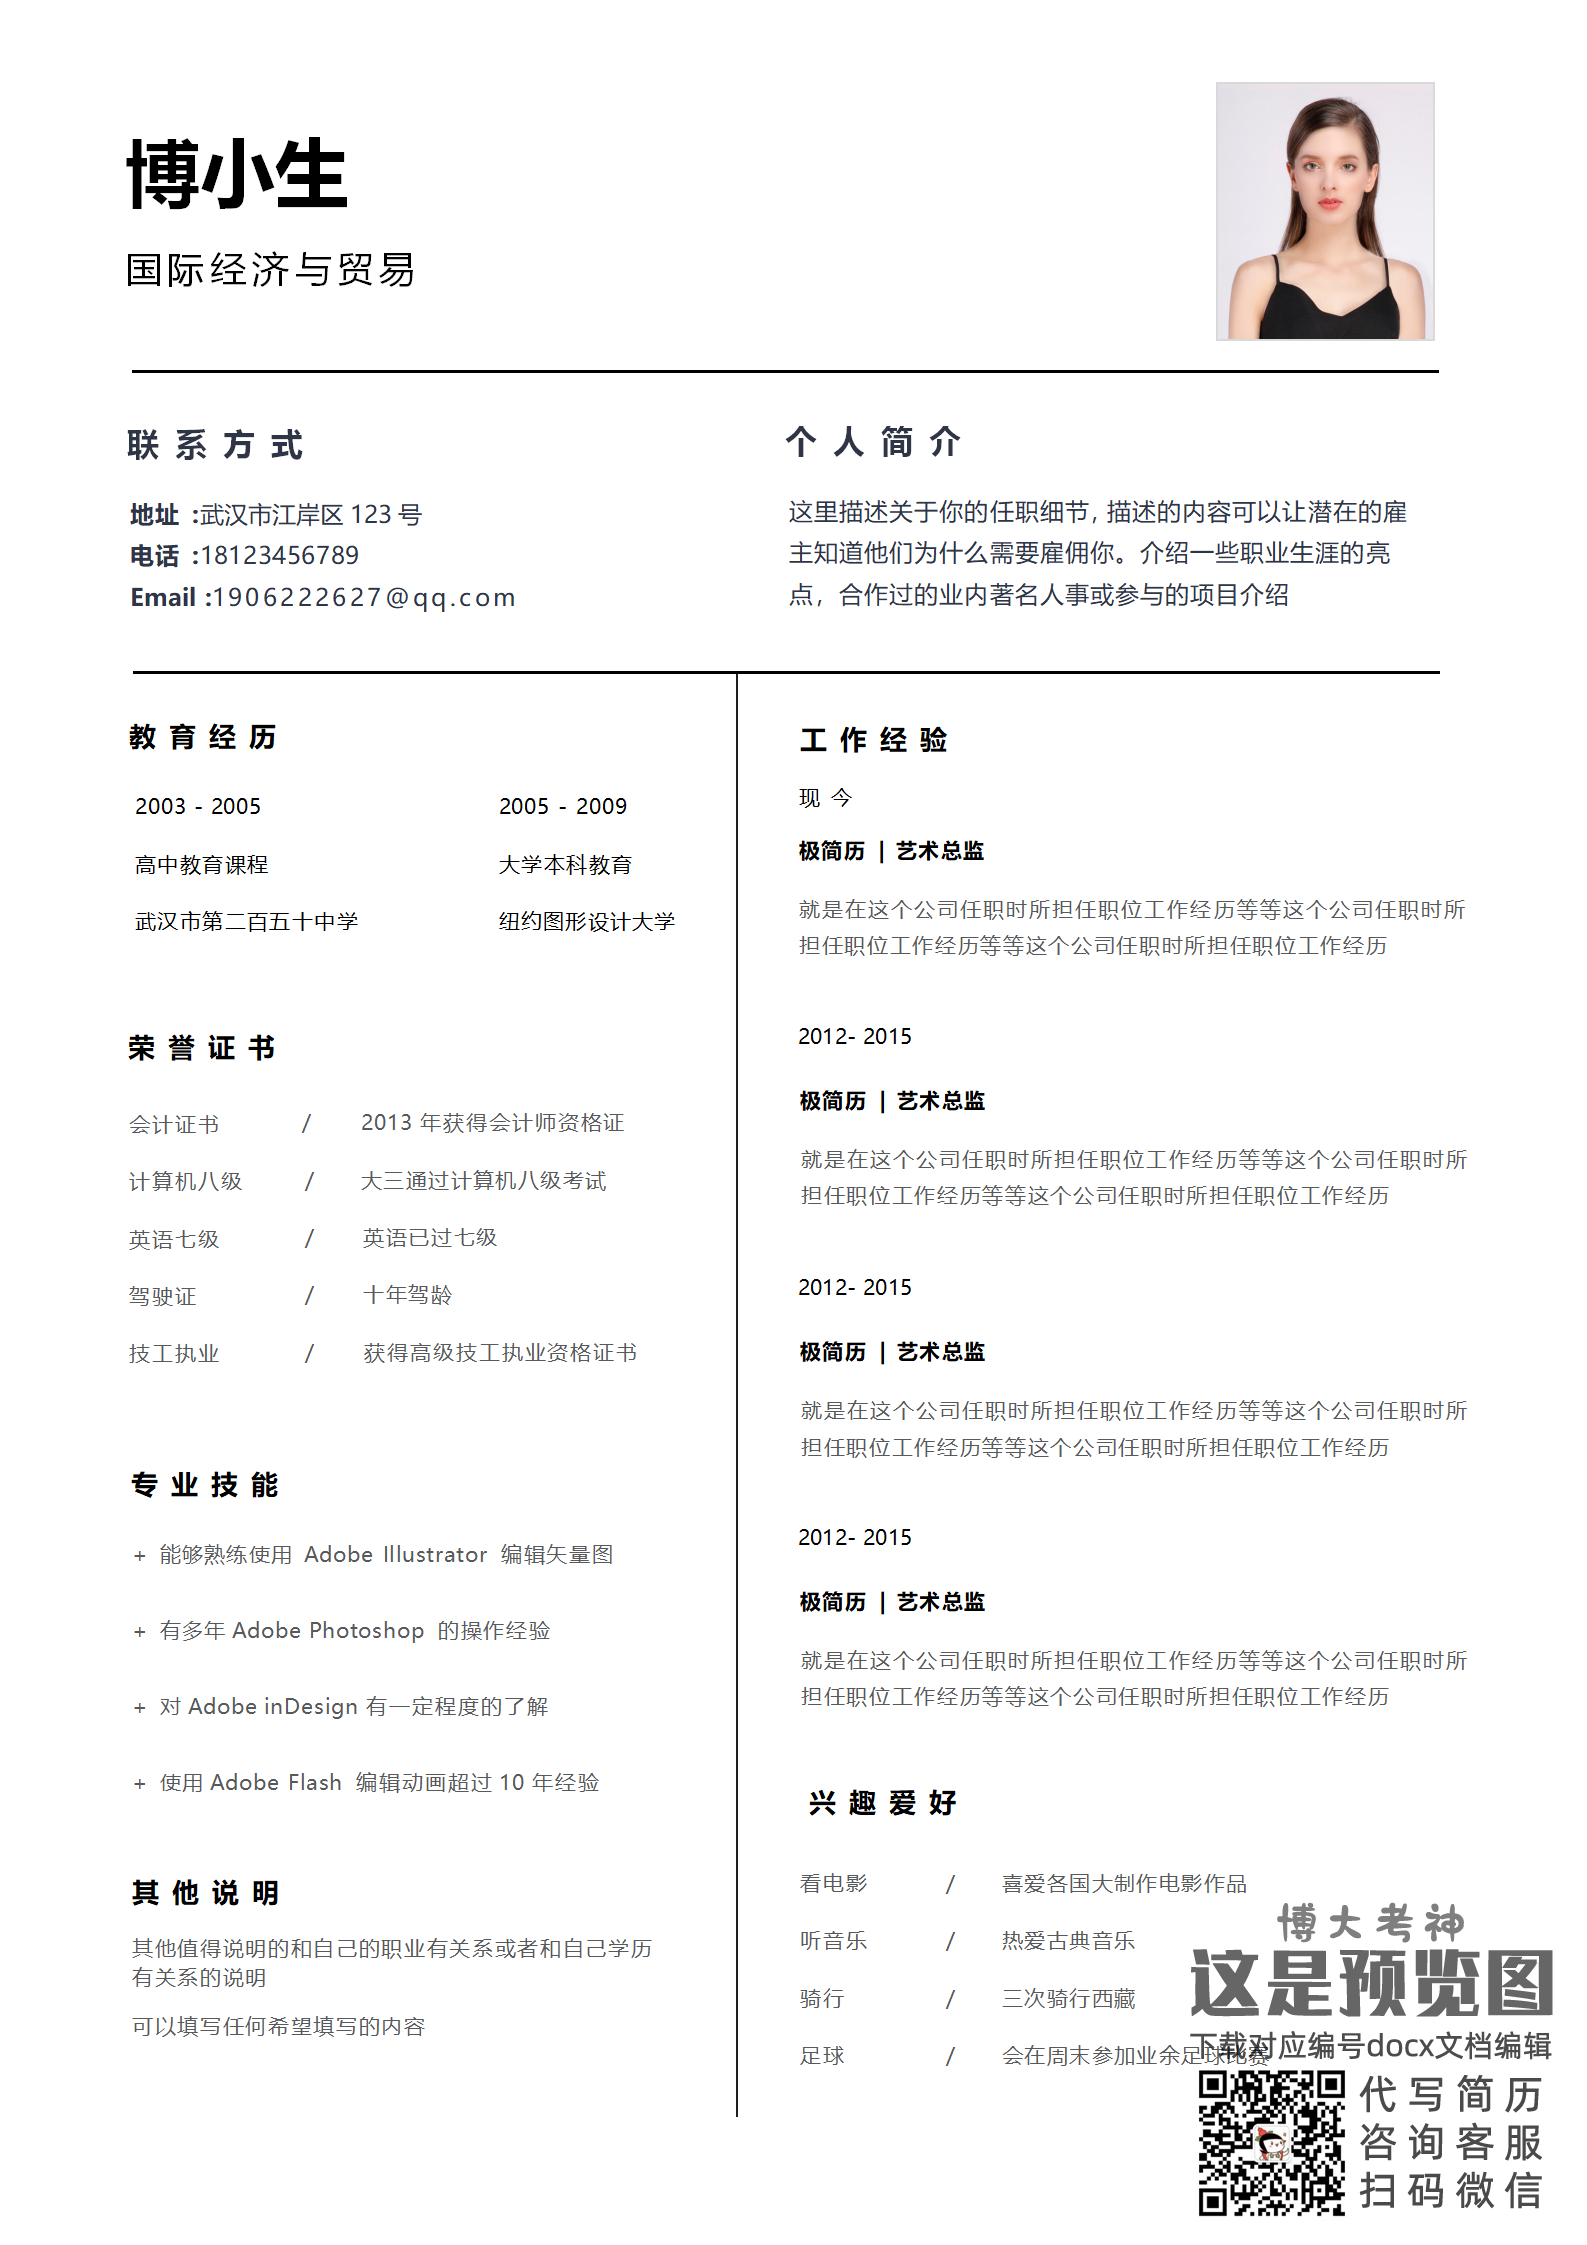 博小生
国际经济与贸易
联系方式
地址 :武汉市江岸区 123 号
电话 :18123456789
Email :1906222627@qq.com
个人简介
这里描述关于你的任职细节, 描述的内容可以让潜在的雇
主知道他们为什么需要雇佣你。介绍一些职业生涯的亮
点，合作过的业内著名人事或参与的项目介绍
教育经历
2003 - 2005
高中教育课程
武汉市第二百五十中学
2005 - 2009
大学本科教育
纽约图形设计大学
荣誉证书
会计证书 / 2013 年获得会计师资格证
计算机八级 / 大三通过计算机八级考试
英语七级 / 英语已过七级
驾驶证 / 十年驾龄
技工执业 / 获得高级技工执业资格证书
专业技能
+ 能够熟练使用 Adobe Illustrator 编辑矢量图
+ 有多年 Adobe Photoshop 的操作经验
+ 对 Adobe inDesign 有一定程度的了解
+ 使用 Adobe Flash 编辑动画超过 10 年经验
其他说明
其他值得说明的和自己的职业有关系或者和自己学历
有关系的说明
可以填写任何希望填写的内容
工作经验
现今
极简历 | 艺术总监
就是在这个公司任职时所担任职位工作经历等等这个公司任职时所
担任职位工作经历等等这个公司任职时所担任职位工作经历
2012- 2015
极简历 | 艺术总监
就是在这个公司任职时所担任职位工作经历等等这个公司任职时所
担任职位工作经历等等这个公司任职时所担任职位工作经历
2012- 2015
极简历 | 艺术总监
就是在这个公司任职时所担任职位工作经历等等这个公司任职时所
担任职位工作经历等等这个公司任职时所担任职位工作经历
2012- 2015
极简历 | 艺术总监
就是在这个公司任职时所担任职位工作经历等等这个公司任职时所
担任职位工作经历等等这个公司任职时所担任职位工作经历
兴趣爱好
看电影 / 喜爱各国大制作电影作品
听音乐 / 热爱古典音乐
骑行 / 三次骑行西藏
足球 / 会在周末参加业余足球比赛
博大考神
这是预览图
下载对应编号docx文档编辑
代写简历
咨询客服
扫码微信